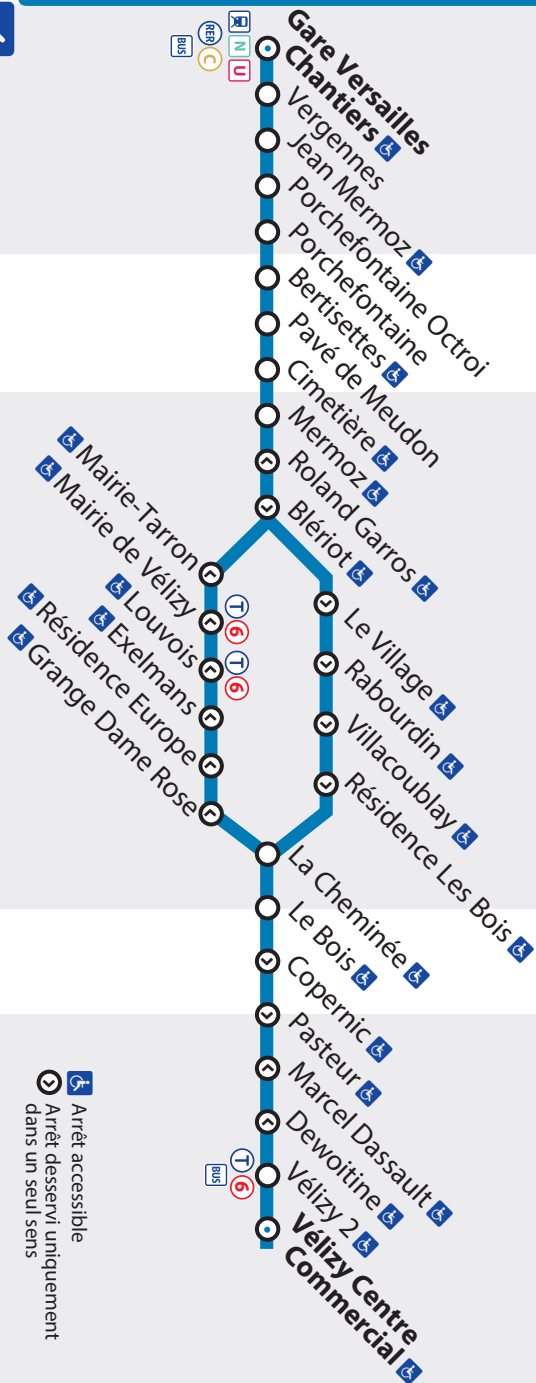 N
U
RER
C
BUS
Gare Versailles
Chantiers
Vergennes
Jean Mermoz
Porchefontaine Octroi
Porchefontaine
Bertisettes
Pavé de Meudon
Cimetière
Mermoz
Roland Garros
Blériot
Le Village
Rabourdin
Villacoublay
Résidence Les Bois
Mairie-Tarron
Mairie de Vélizy
T 6
Louvois
T 6
Exelmans
Résidence Europe
Grange Dame Rose
La Cheminée
Le Bois
Copernic
Pasteur
Marcel Dassault
Dewoitine
Vélizy 2
T 6
BUS
Vélizy Centre
Commercial
Arrêt accessible
Arrêt desservi uniquement
dans un seul sens